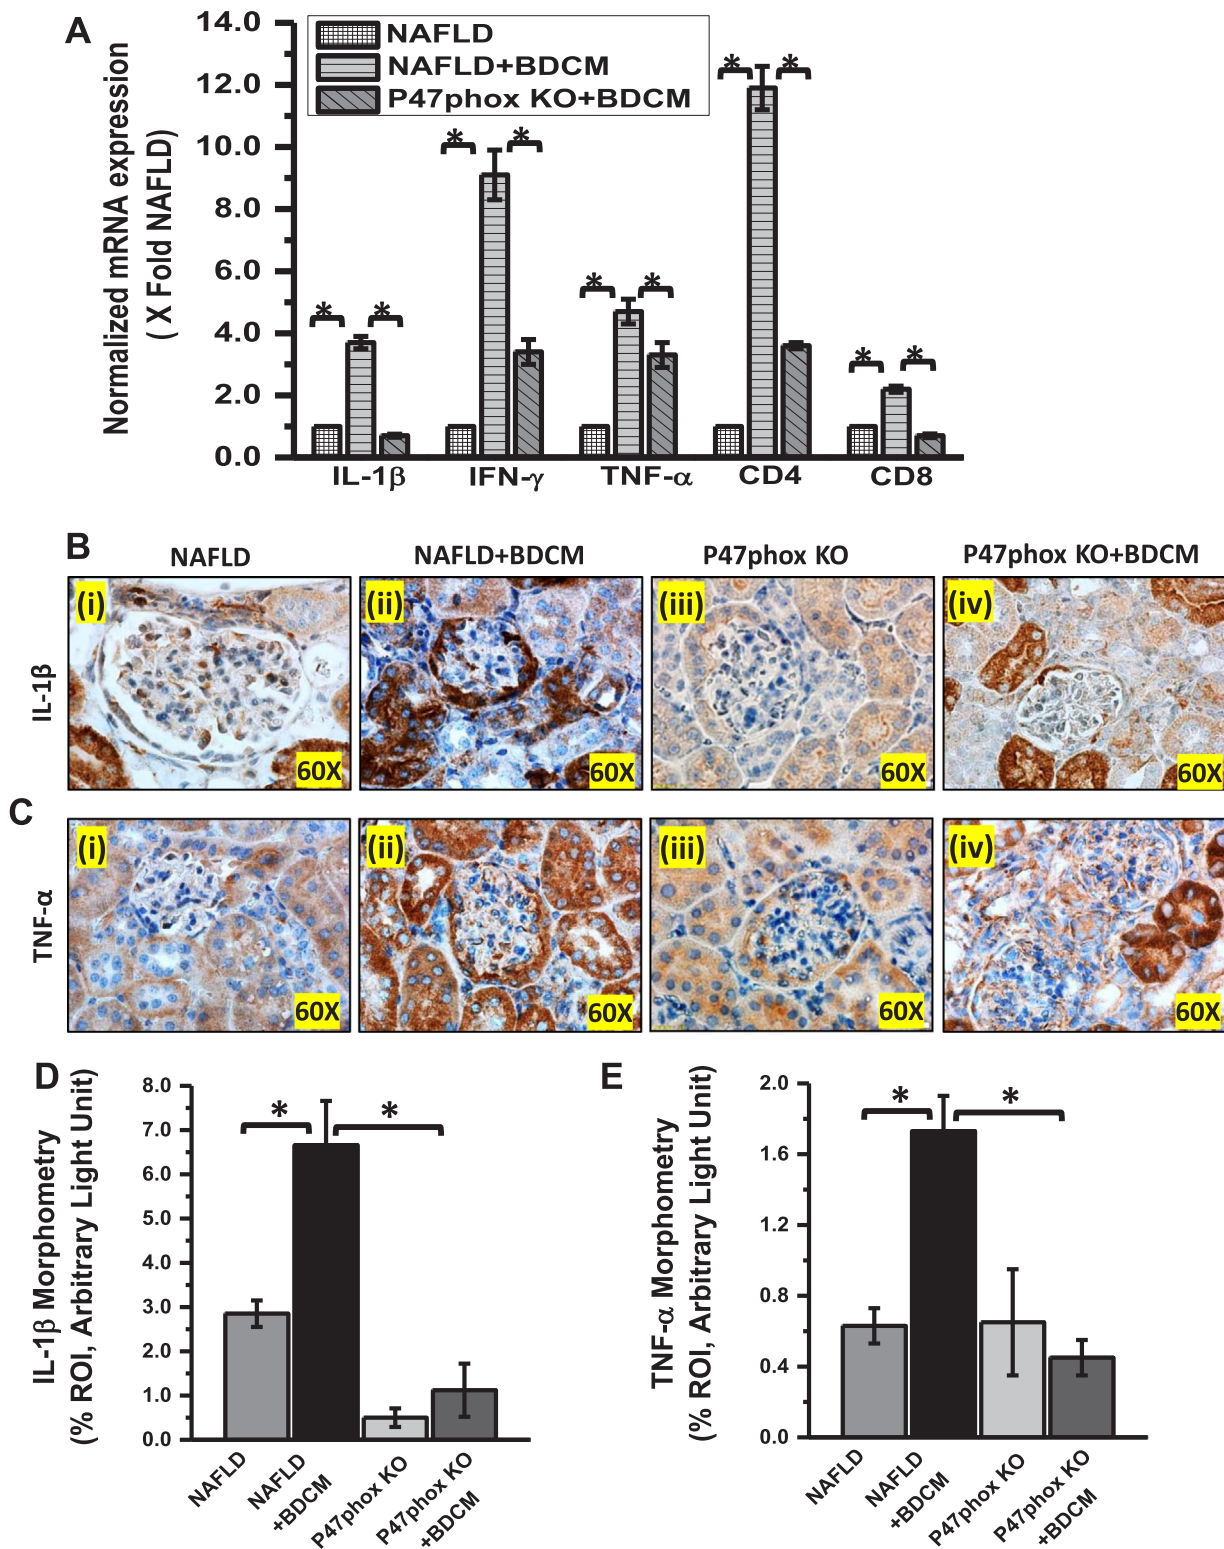 A
Normalized mRNA expression
( X Fold NAFLD)
14.0
12.0
10.0
8.0
6.0
4.0
2.0
0.0
NAFLD
NAFLD+BDCM
P47phox KO+BDCM
* *
* *
* *
* *
* *
IL-1β IFN-γ TNF-α CD4 CD8
B
NAFLD NAFLD+BDCM P47phox KO P47phox KO+BDCM
IL-1β
(i) (ii) (iii) (iv)
60X 60X 60X 60X
C
TNF-α
(i) (ii) (iii) (iv)
60X 60X 60X 60X
D
IL-1β Morphometry
(% ROI, Arbitrary Light Unit)
8.0
7.0
6.0
5.0
4.0
3.0
2.0
1.0
0.0
* *
NAFLD
NAFLD
+BDCM
P47phox KO
P47phox KO
+BDCM
E
TNF-α Morpmetry
(% ROI, Arbitrary Light Unit)
2.0
1.6
1.2
0.8
0.4
0.0
* *
NAFLD
NAFLD
+BDCM
P47phox KO
P47phox KO
+BDCM